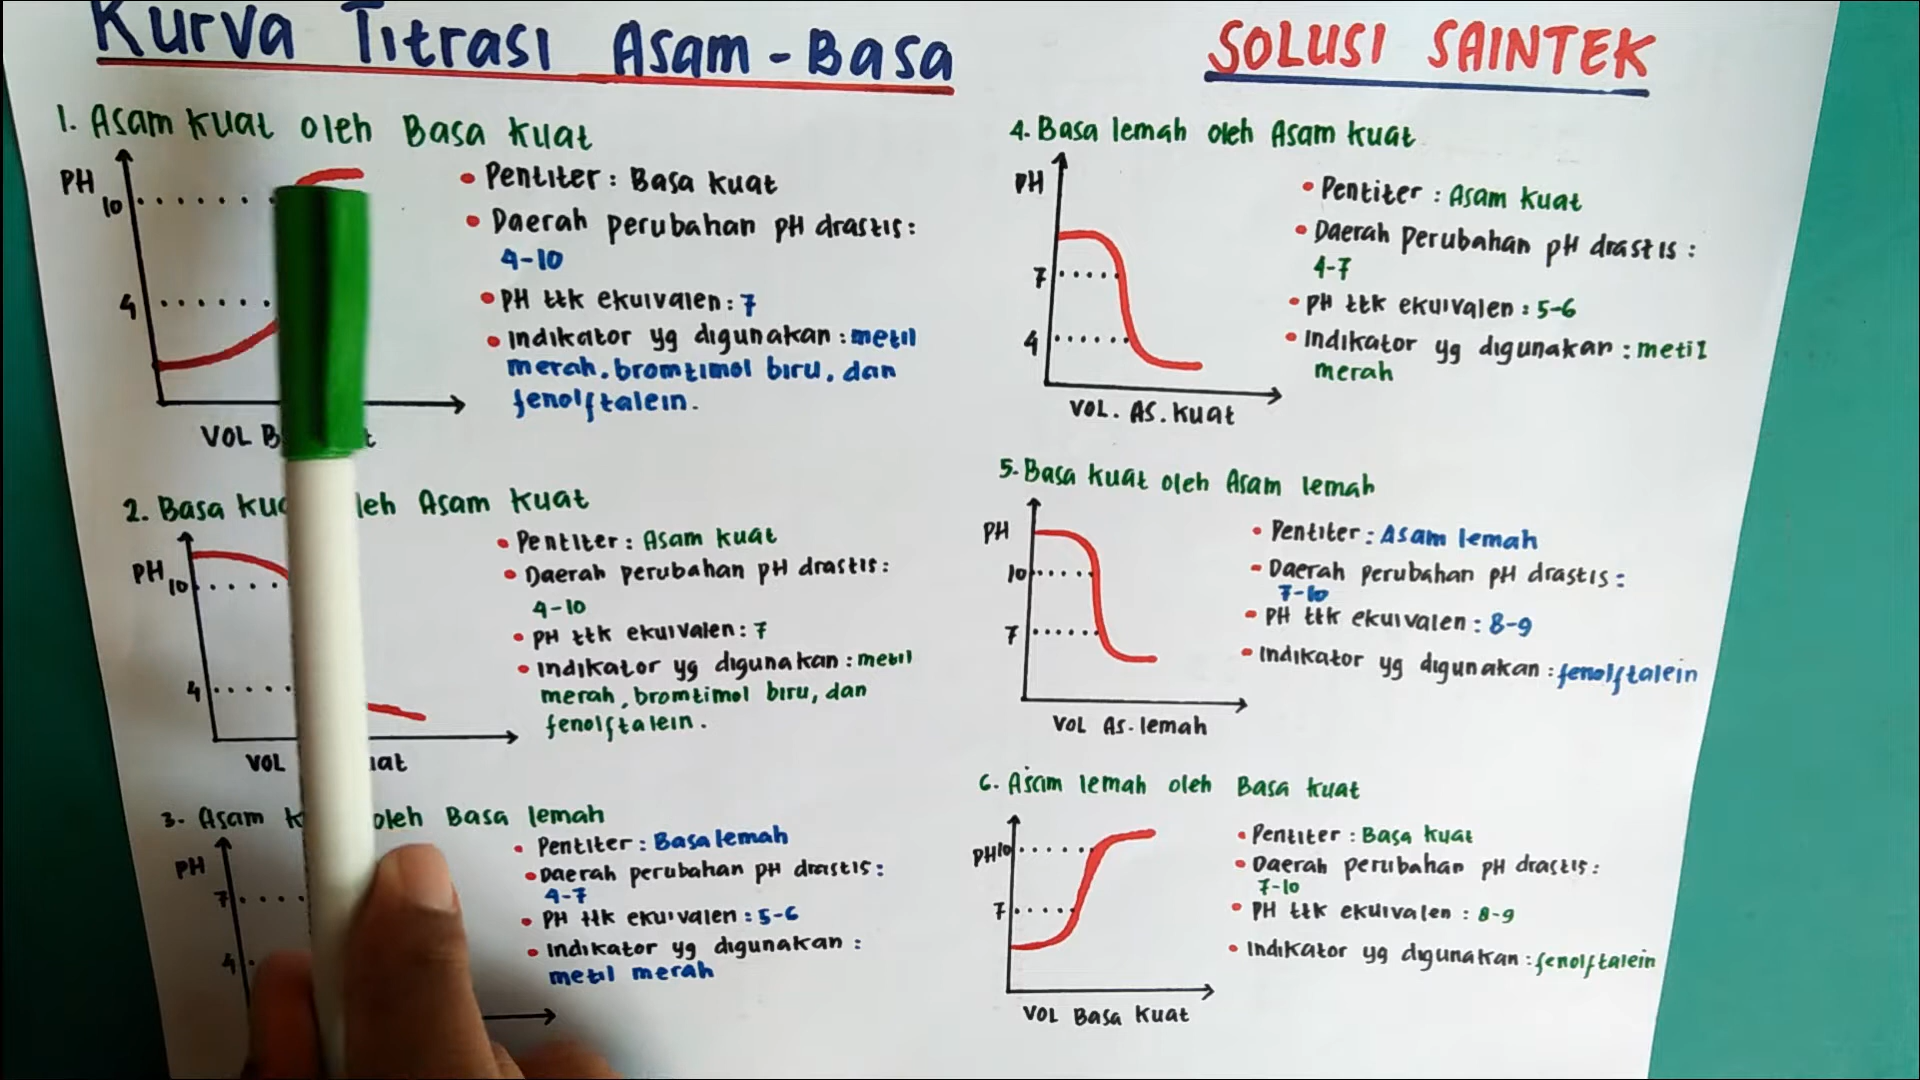 Kurva Titrasi Asam-Basa
SOLUSI SAINTEK
1. Asam kuat oleh Basa kuat
PH
10
4
VOL
• Pentiter: Basa kuat
• Daerah perubahan pH drastis:
4-10
• PH ttk ekuivalen: 7
• Indikator yg digunakan: metil
merah, bromtimol biru, dan
fenolftalein.
2. Basa oleh Asam kuat
PH
10
4
VOL
• Pentiter: Asam kuat
• Daerah perubahan pH drastis:
4-10
• PH ttk ekuivalen: 7
• Indikator yg digunakan: metil
merah, bromtimol biru, dan
fenolftalein.
3. Asam oleh Basa lemah
PH
7
4
• Pentiter: Basa lemah
• Daerah perubahan pH drastis:
4-7
• PH ttk ekuivalen: 5-6
• Indikator yg digunakan:
metil merah
4. Basa lemah oleh Asam kuat
PH
7
4
VOL. AS. kuat
• Pentiter: Asam kuat
• Daerah perubahan pH drastis:
4-7
• PH ttk ekuivalen: 5-6
• Indikator yg digunakan: metil
merah
5. Basa kuat oleh Asam lemah
PH
10
7
VOL As. lemah
• Pentiter: Asam lemah
- Daerah perubahan pH drastis:
7-10
• PH ttk ekuivalen: 8-9
• Indikator yg digunakan: fenolftalein
6. Asam lemah oleh Basa kuat
PH 10
7
VOL Basa kuat
• Pentiter: Basa kuat
• Daerah perubahan pH drastis:
7-10
• PH ttk ekuivalen: 8-9
• Indikator yg digunakan: fenolftalein